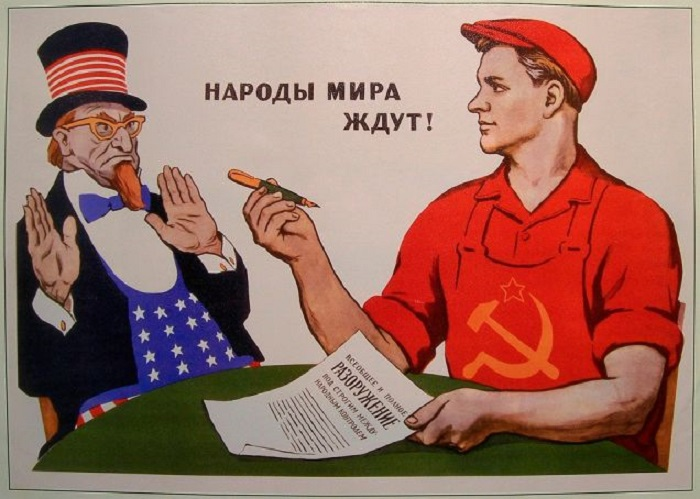 НАРОДЫ МИРА
ЖДУТ!
ВСЕОБЩЕЕ И ПОЛНОЕ
РАЗОРУЖЕНИЕ
ПОД СТРОГИМ МЕЖДУ
НАРОДНЫМ КОНТРОЛЕМ